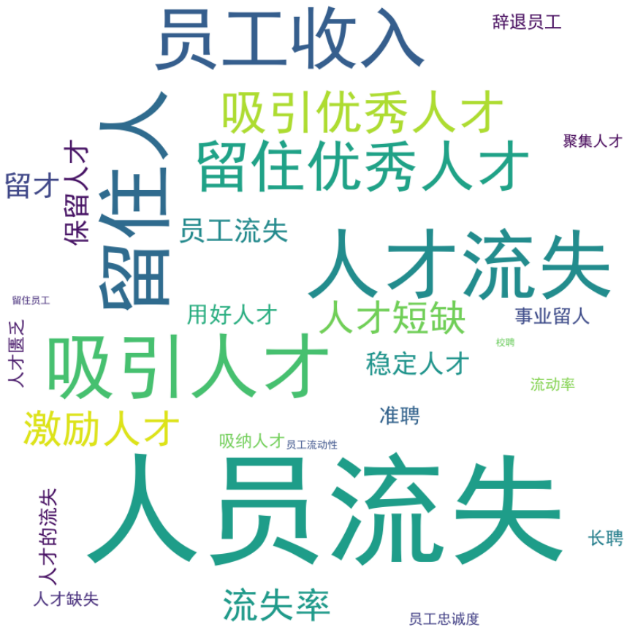 员工收入
辞退员工
吸引优秀人才
聚集人才
留住优秀人才
留住人
保留人才
留才
员工流失
人才流失
留住员工
用好人才
人才短缺
事业留人
人才匮乏
吸引人才
校聘
稳定人才
流动率
激励人才
准聘
吸纳人才
员工流动性
人员流失
人才的流失
长聘
人才缺失
流失率
员工忠诚度